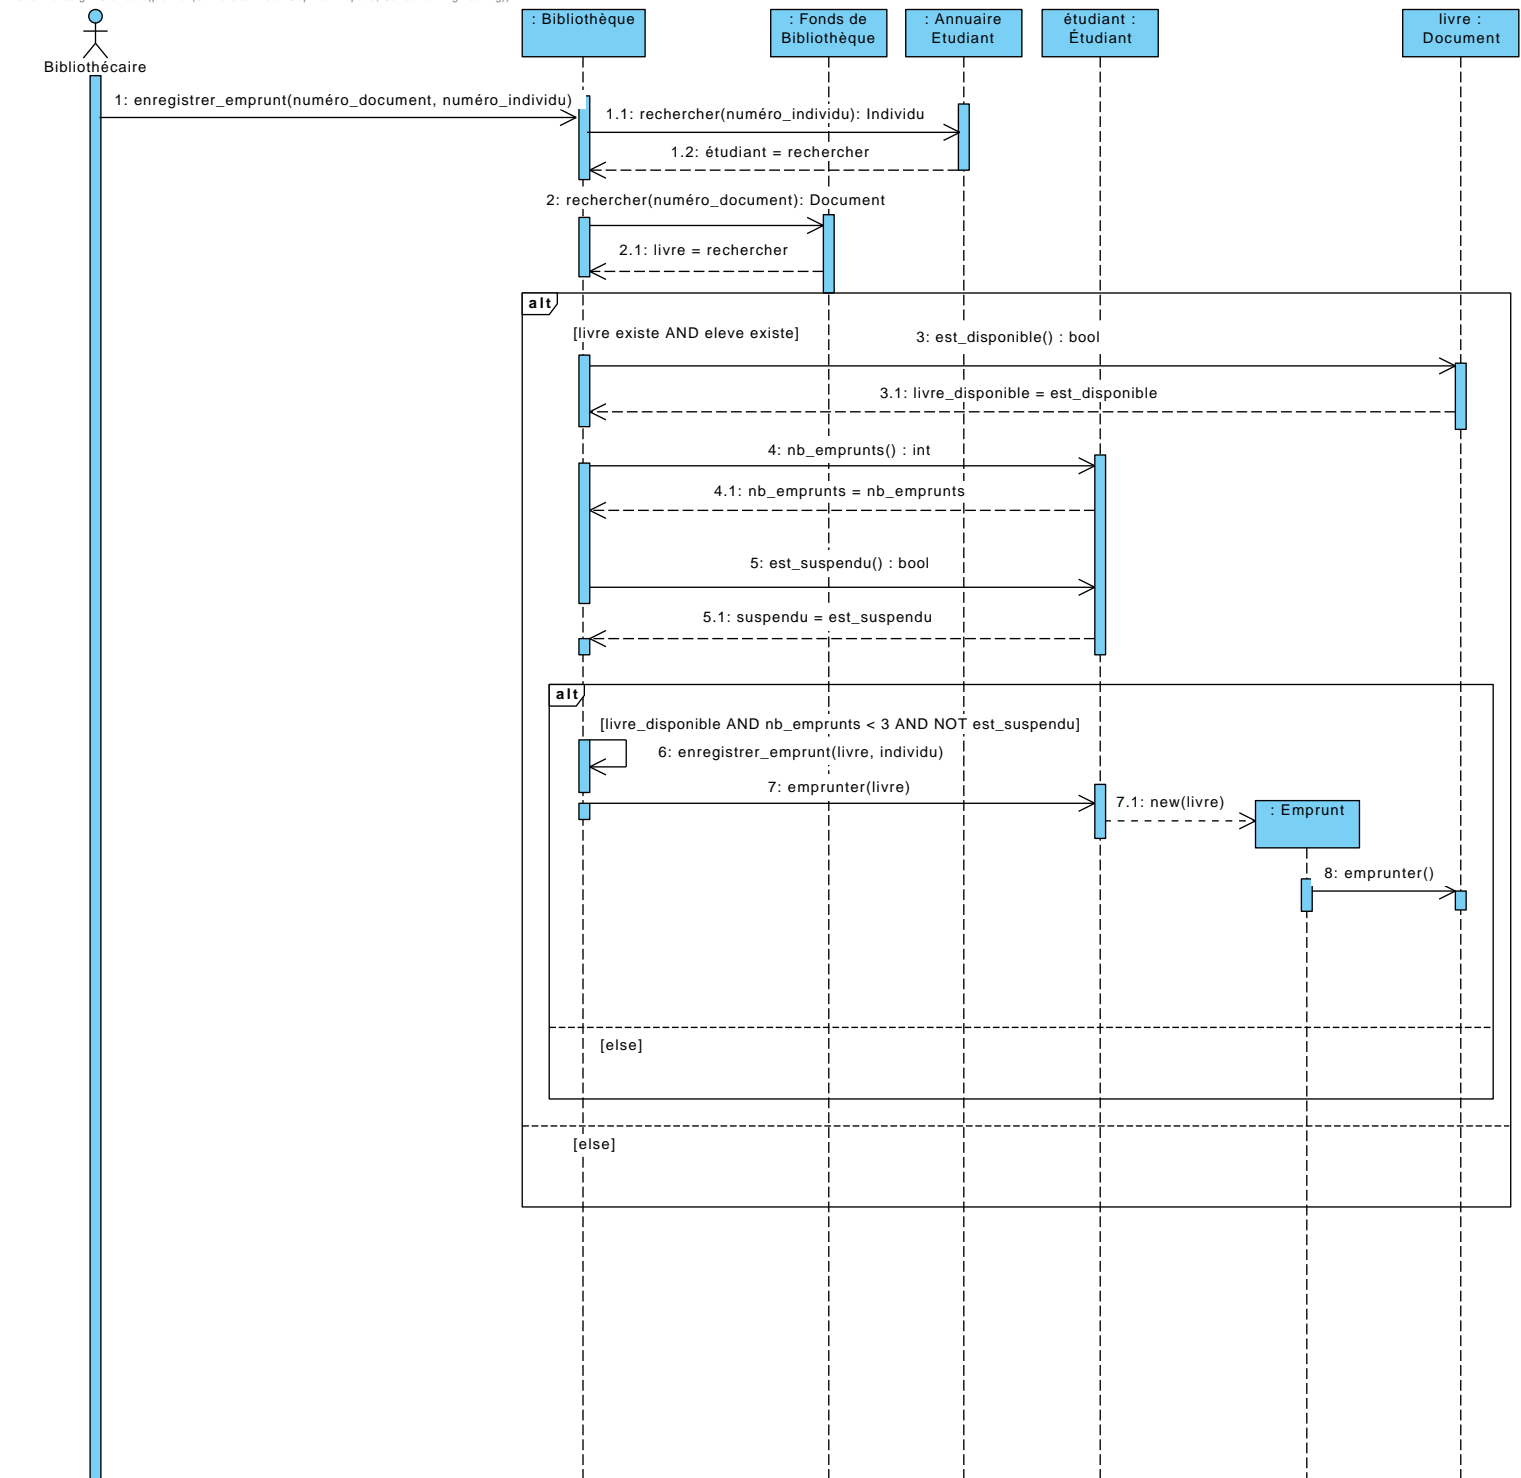 : Bibliothèque
: Fonds de
Bibliothèque
: Annuaire
Etudiant
étudiant :
Étudiant
livre :
Document
Bibliothécaire
1: enregistrer_emprunt(numéro_document, numéro_individu)
1.1: rechercher(numéro_individu): Individu
1.2: étudiant = rechercher
2: rechercher(numéro_document): Document
2.1: livre = rechercher
alt
[livre existe AND eleve existe]
3: est_disponible() : bool
3.1: livre_disponible = est_disponible
4: nb_emprunts() : int
4.1: nb_emprunts = nb_emprunts
5: est_suspendu() : bool
5.1: suspendu = est_suspendu
alt
[livre_disponible AND nb_emprunts < 3 AND NOT est_suspendu]
6: enregistrer_emprunt(livre, individu)
7: emprunter(livre)
7.1: new(livre)
: Emprunt
8: emprunter()
[else]
[else]